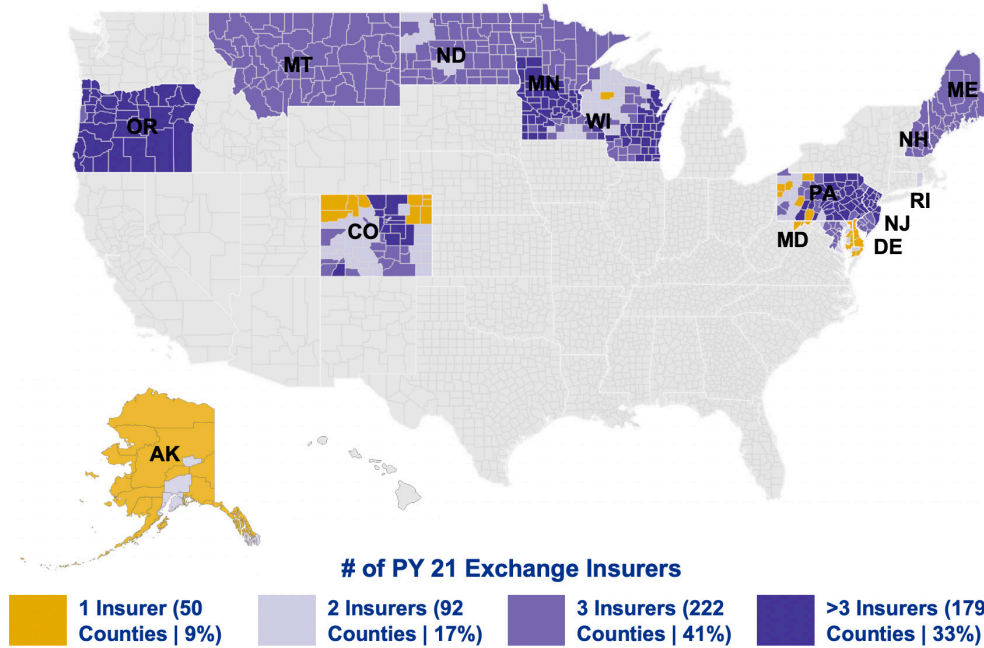 MT
ND
MN
ME
OR
WI
NH
PA
RI
CO
NJ
MD
DE
AK
# of PY 21 Exchange Insurers
1 Insurer (50
Counties | 9%)
2 Insurers (92
Counties | 17%)
3 Insurers (222
Counties | 41%)
>3 Insurers (179
Counties | 33%)